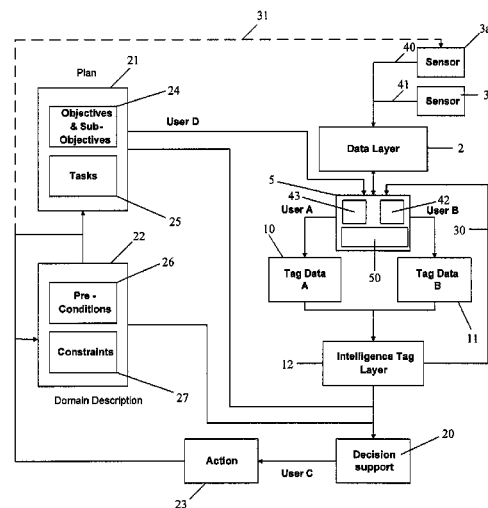 31
3a
40
Sensor
Plan
21
24
41
3
Sensor
Objectives
& Sub-
Objectives
User D
Data Layer
2
5
Tasks
43
42
User A
User B
10
30
25
22
50
26
Tag Data
A
Tag Data
B
Pre -
Conditions
11
12
Intelligence Tag
Layer
Constraints
27
Domain Description
20
Action
User C
Decision
support
23